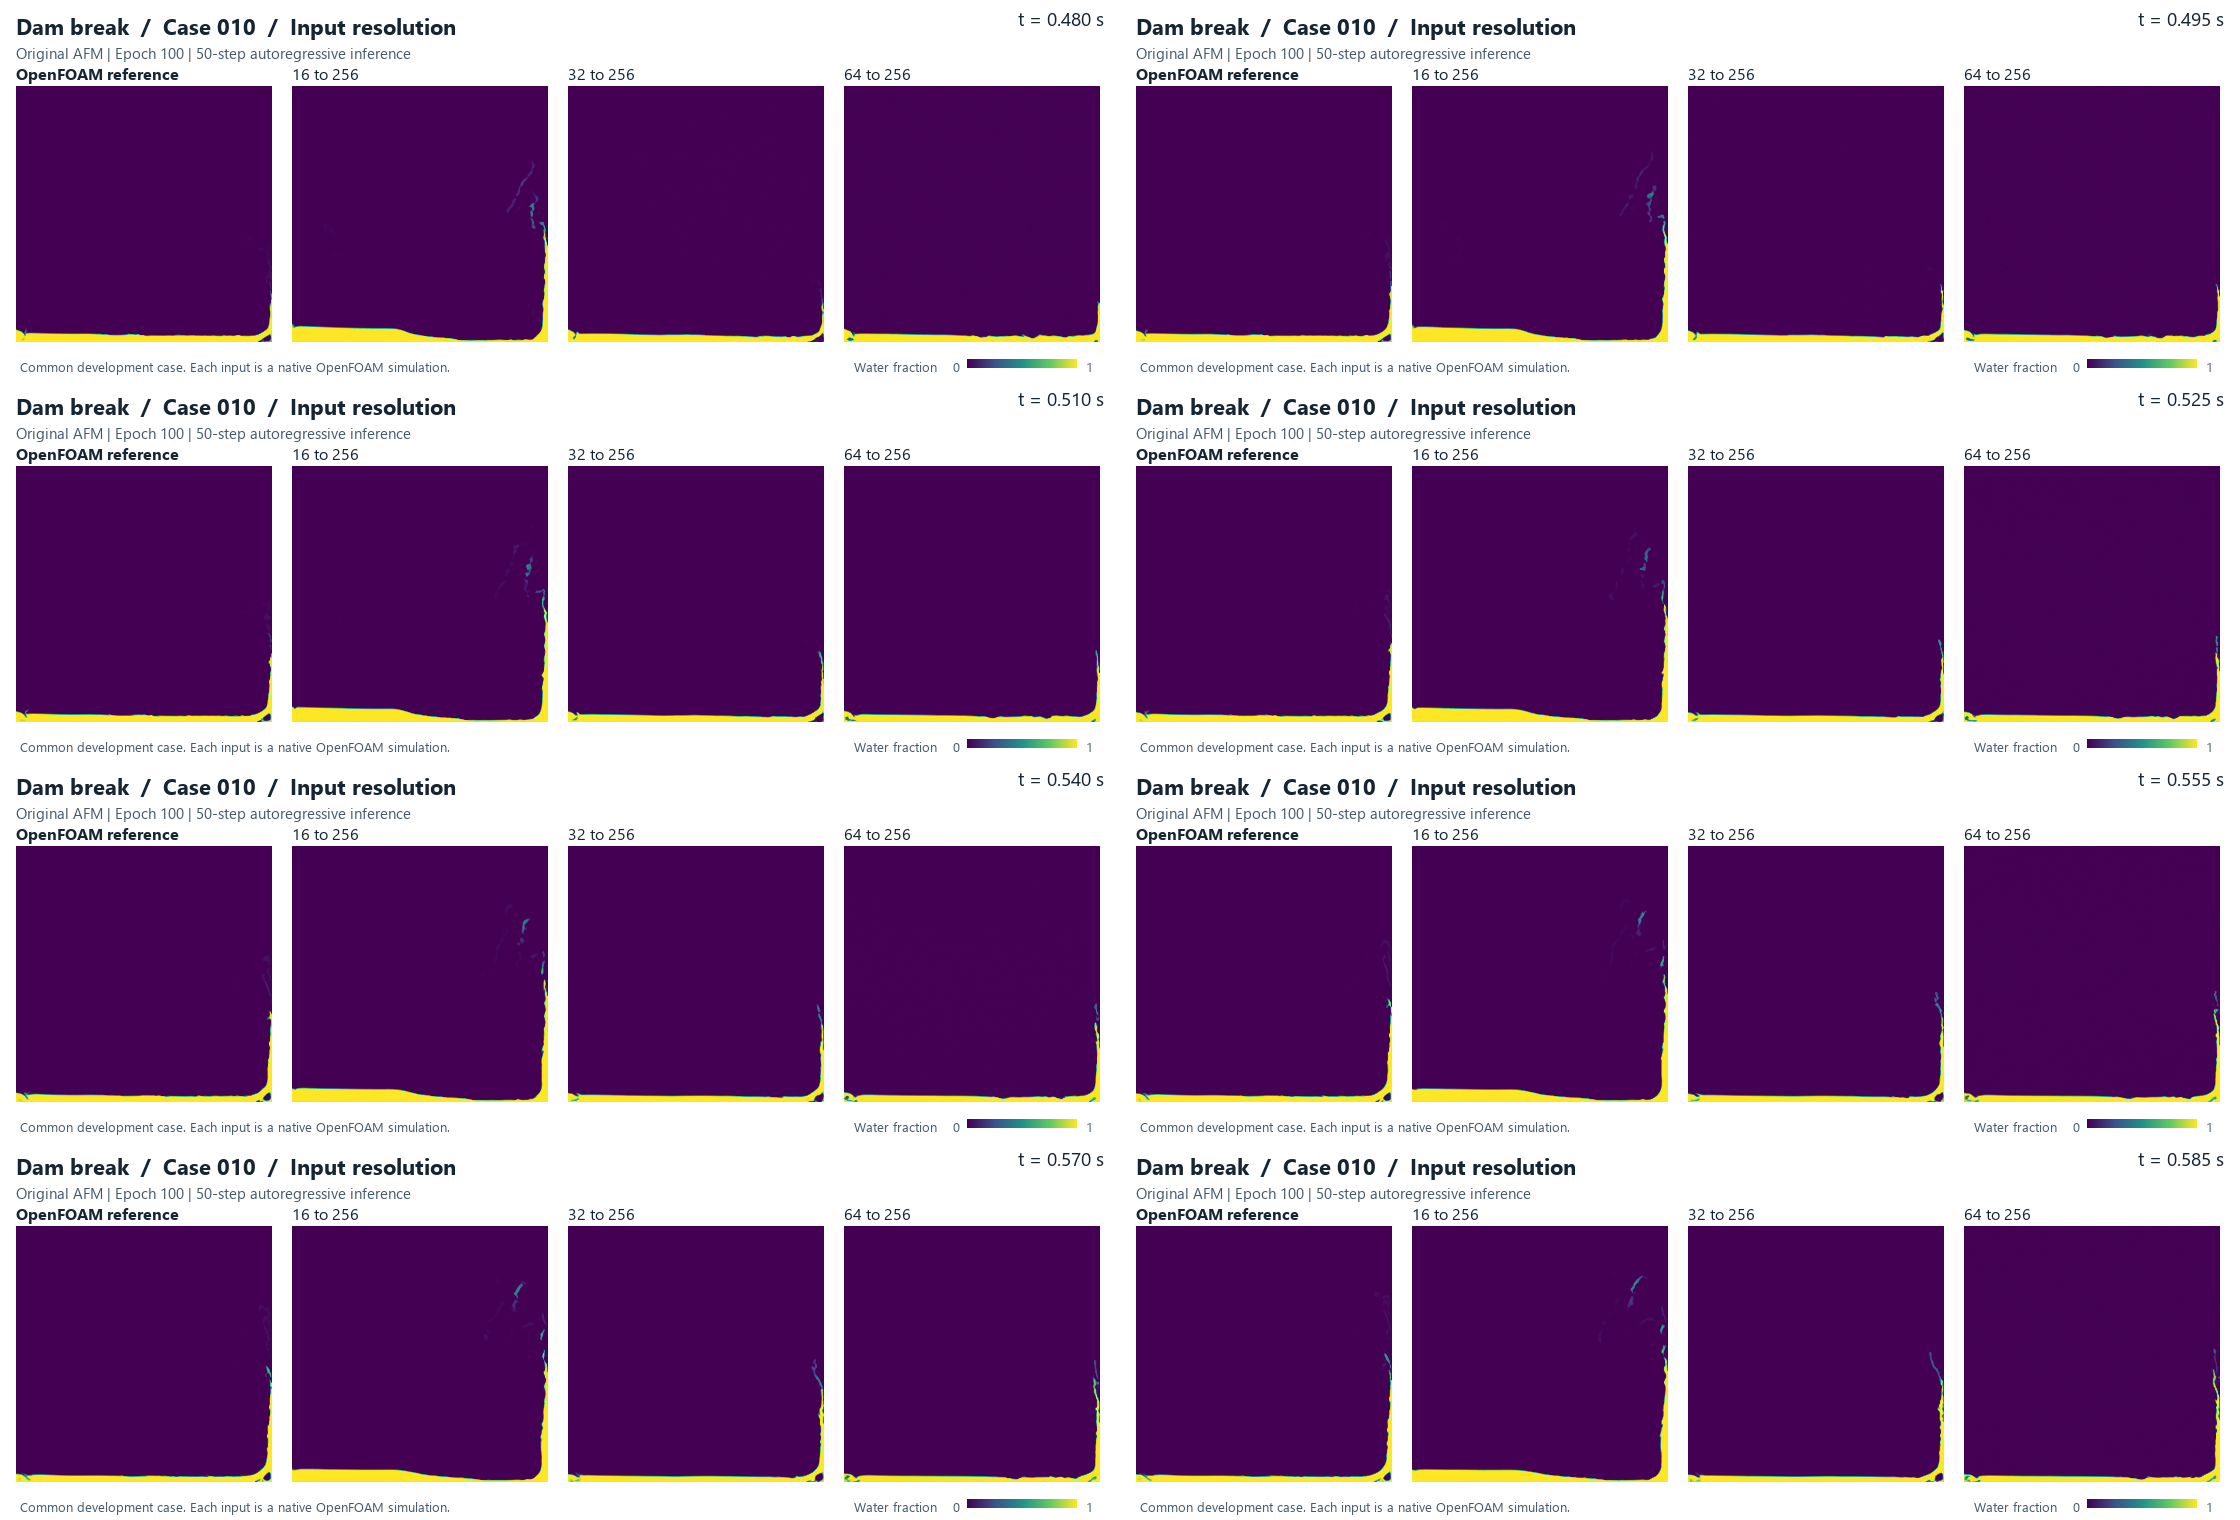 Dam break / Case 010 / Input resolution
t = 0.480 s
Original AFM | Epoch 100 | 50-step autoregressive inference
OpenFOAM reference
16 to 256
32 to 256
64 to 256
Common development case. Each input is a native OpenFOAM simulation.
Water fraction 0 1
Dam break / Case 010 / Input resolution
t = 0.495 s
Original AFM | Epoch 100 | 50-step autoregressive inference
OpenFOAM reference
16 to 256
32 to 256
64 to 256
Common development case. Each input is a native OpenFOAM simulation.
Water fraction 0 1
Dam break / Case 010 / Input resolution
t = 0.510 s
Original AFM | Epoch 100 | 50-step autoregressive inference
OpenFOAM reference
16 to 256
32 to 256
64 to 256
Common development case. Each input is a native OpenFOAM simulation.
Water fraction 0 1
Dam break / Case 010 / Input resolution
t = 0.525 s
Original AFM | Epoch 100 | 50-step autoregressive inference
OpenFOAM reference
16 to 256
32 to 256
64 to 256
Common development case. Each input is a native OpenFOAM simulation.
Water fraction 0 1
Dam break / Case 010 / Input resolution
t = 0.540 s
Original AFM | Epoch 100 | 50-step autoregressive inference
OpenFOAM reference
16 to 256
32 to 256
64 to 256
Common development case. Each input is a native OpenFOAM simulation.
Water fraction 0 1
Dam break / Case 010 / Input resolution
t = 0.555 s
Original AFM | Epoch 100 | 50-step autoregressive inference
OpenFOAM reference
16 to 256
32 to 256
64 to 256
Common development case. Each input is a native OpenFOAM simulation.
Water fraction 0 1
Dam break / Case 010 / Input resolution
t = 0.570 s
Original AFM | Epoch 100 | 50-step autoregressive inference
OpenFOAM reference
16 to 256
32 to 256
64 to 256
Common development case. Each input is a native OpenFOAM simulation.
Water fraction 0 1
Dam break / Case 010 / Input resolution
t = 0.585 s
Original AFM | Epoch 100 | 50-step autoregressive inference
OpenFOAM reference
16 to 256
32 to 256
64 to 256
Common development case. Each input is a native OpenFOAM simulation.
Water fraction 0 1